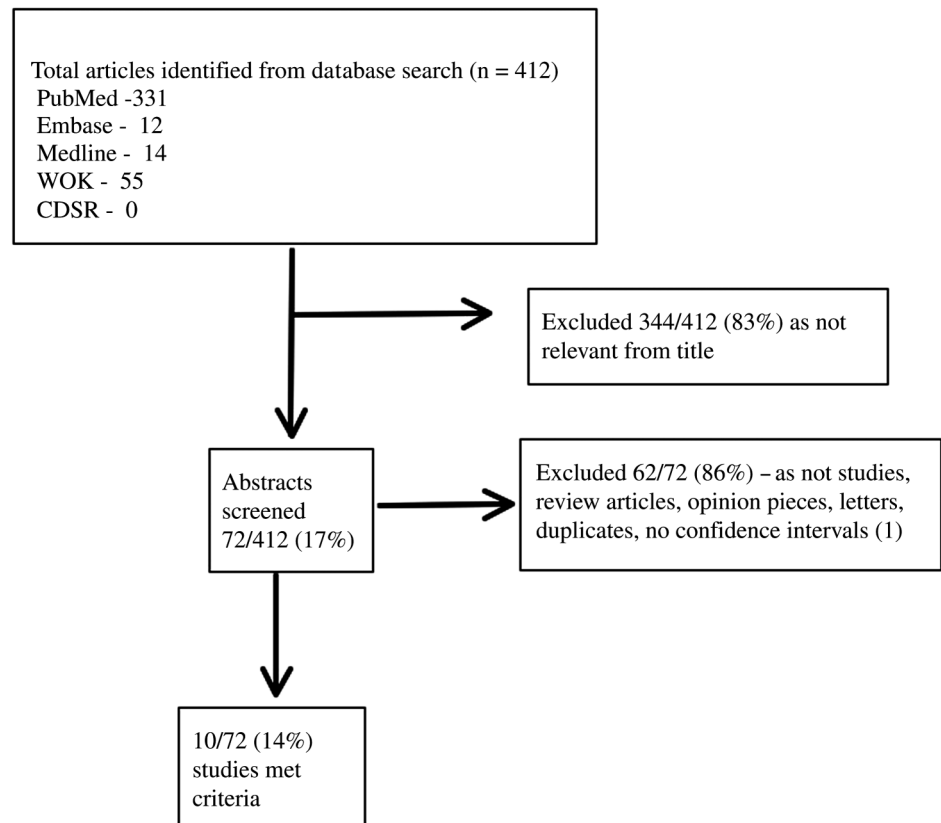 Total articles identified from database search (n = 412)
PubMed -331
Embase - 12
Medline - 14
WOK - 55
CDSR - 0
Excluded 344/412 (83%) as not
relevant from title
Abstracts
screened
72/412 (17%)
Excluded 62/72 (86%) – as not studies,
review articles, opinion pieces, letters,
duplicates, no confidence intervals (1)
10/72 (14%)
studies met
criteria